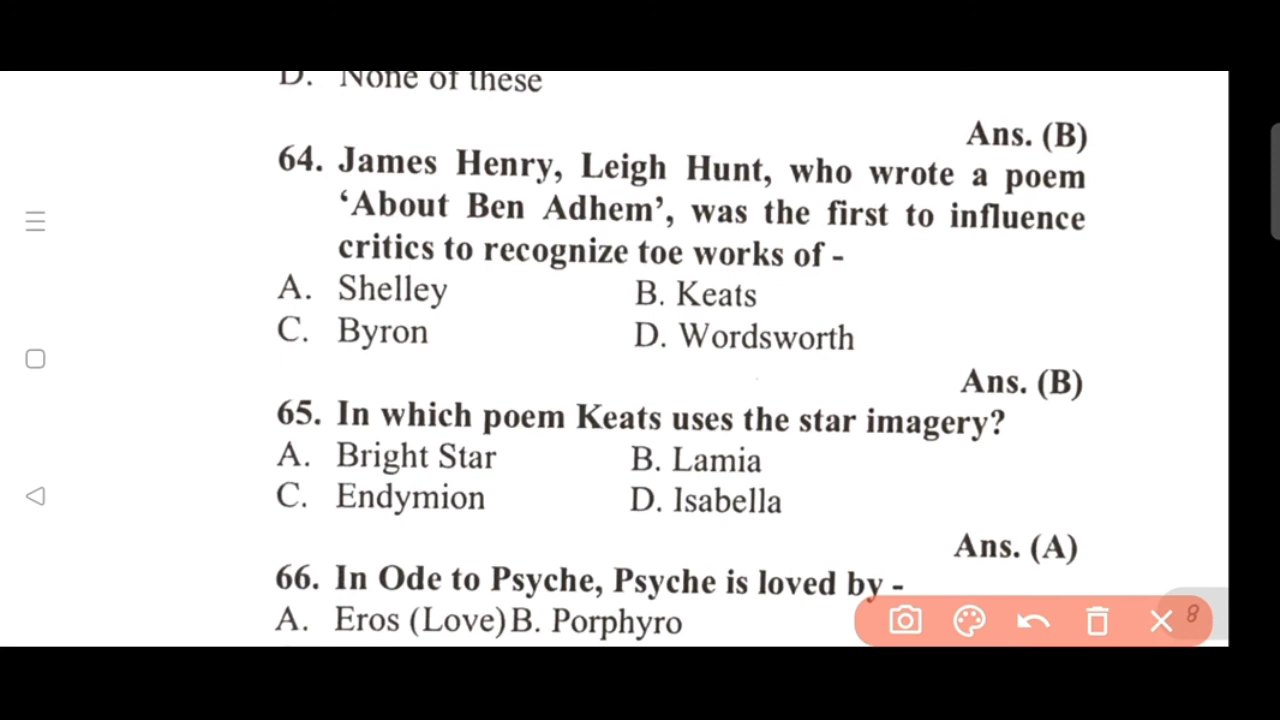 D. None of these
Ans. (B)
64. James Henry, Leigh Hunt, who wrote a poem
‘About Ben Adhem’, was the first to influence
critics to recognize toe works of -
A. Shelley B. Keats
C. Byron D. Wordsworth
Ans. (B)
65. In which poem Keats uses the star imagery?
A. Bright Star B. Lamia
C. Endymion D. Isabella
Ans. (A)
66. In Ode to Psyche, Psyche is loved by -
A. Eros (Love) B. Porphyro
8